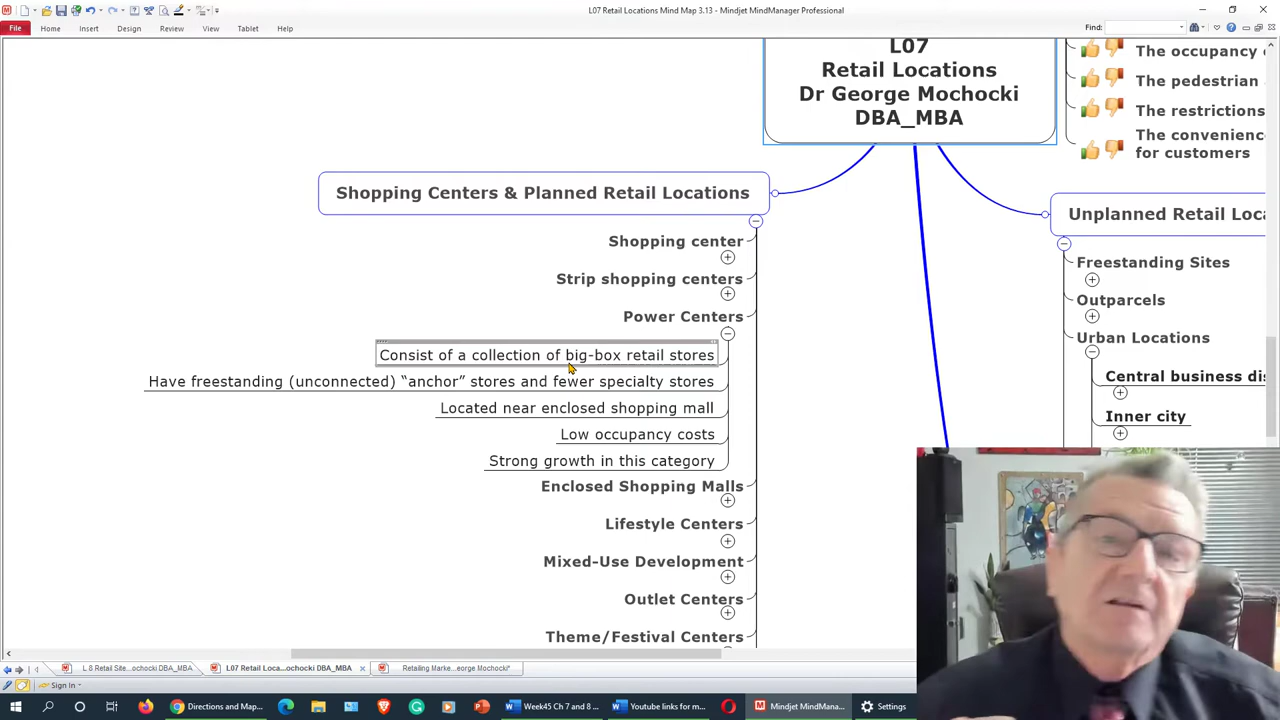 L07 Retail Locations Mind Map 3.13 - Mindjet MindManager Professional
File
Home
Insert
Design
Review
View
Tablet
Help
Find:
L07
Retail Locations
Dr George Mochocki
DBA_MBA
The occupancy
The pedestrian
The restrictions
The convenienc
for customers
Shopping Centers & Planned Retail Locations
Shopping center
Strip shopping centers
Power Centers
Consist of a collection of big-box retail stores
Have freestanding (unconnected) “anchor” stores and fewer specialty stores
Located near enclosed shopping mall
Low occupancy costs
Strong growth in this category
Enclosed Shopping Malls
Lifestyle Centers
Mixed-Use Development
Outlet Centers
Theme/Festival Centers
Unplanned Retail Loca
Freestanding Sites
Outparcels
Urban Locations
Central business dis
Inner city
L 8 Retail Site...ochocki DBA_MBA
L07 Retail Loca...ochocki DBA_MBA
Retailing Marke...eorge Mochocki*
Sign In
Directions and Map...
Week45 Ch 7 and 8 ...
Youtube links for m...
Mindjet MindMana...
Settings